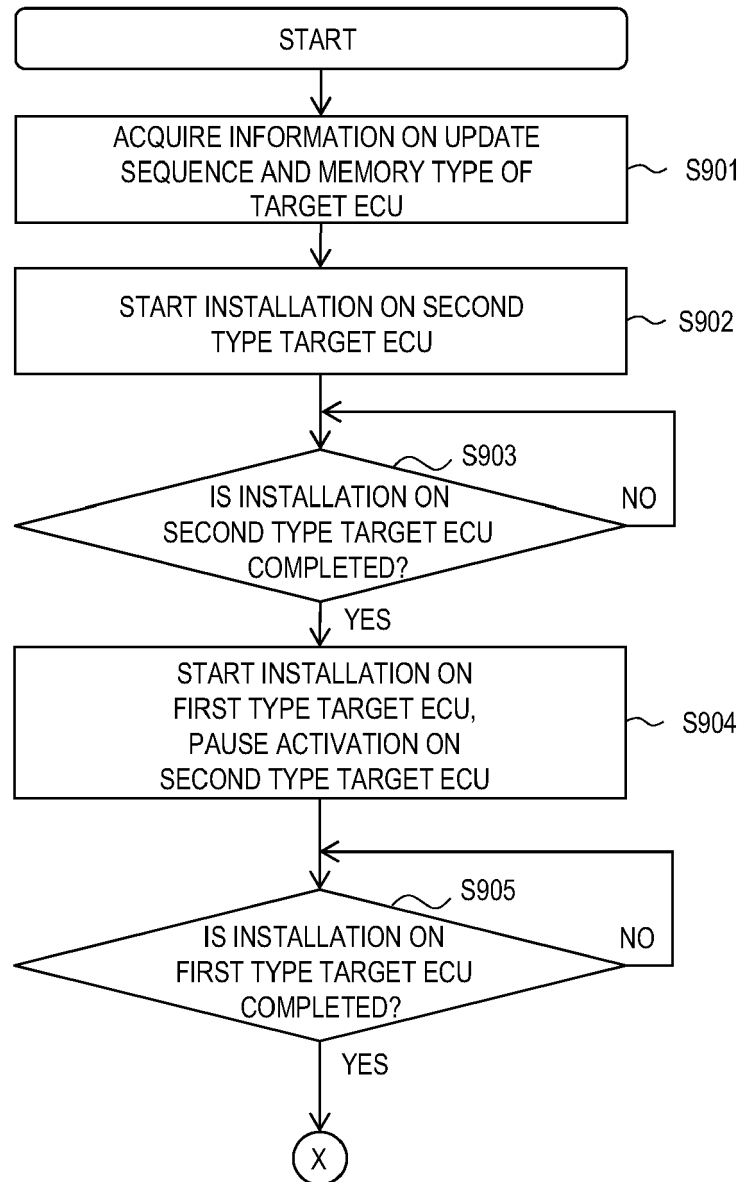 START
ACQUIRE INFORMATION ON UPDATE
SEQUENCE AND MEMORY TYPE OF
TARGET ECU
S901
START INSTALLATION ON SECOND
TYPE TARGET ECU
S902
S903
IS INSTALLATION ON
SECOND TYPE TARGET ECU
COMPLETED?
NO
YES
START INSTALLATION ON
FIRST TYPE TARGET ECU,
PAUSE ACTIVATION ON
SECOND TYPE TARGET ECU
S904
S905
IS INSTALLATION ON
FIRST TYPE TARGET ECU
COMPLETED?
NO
YES
X